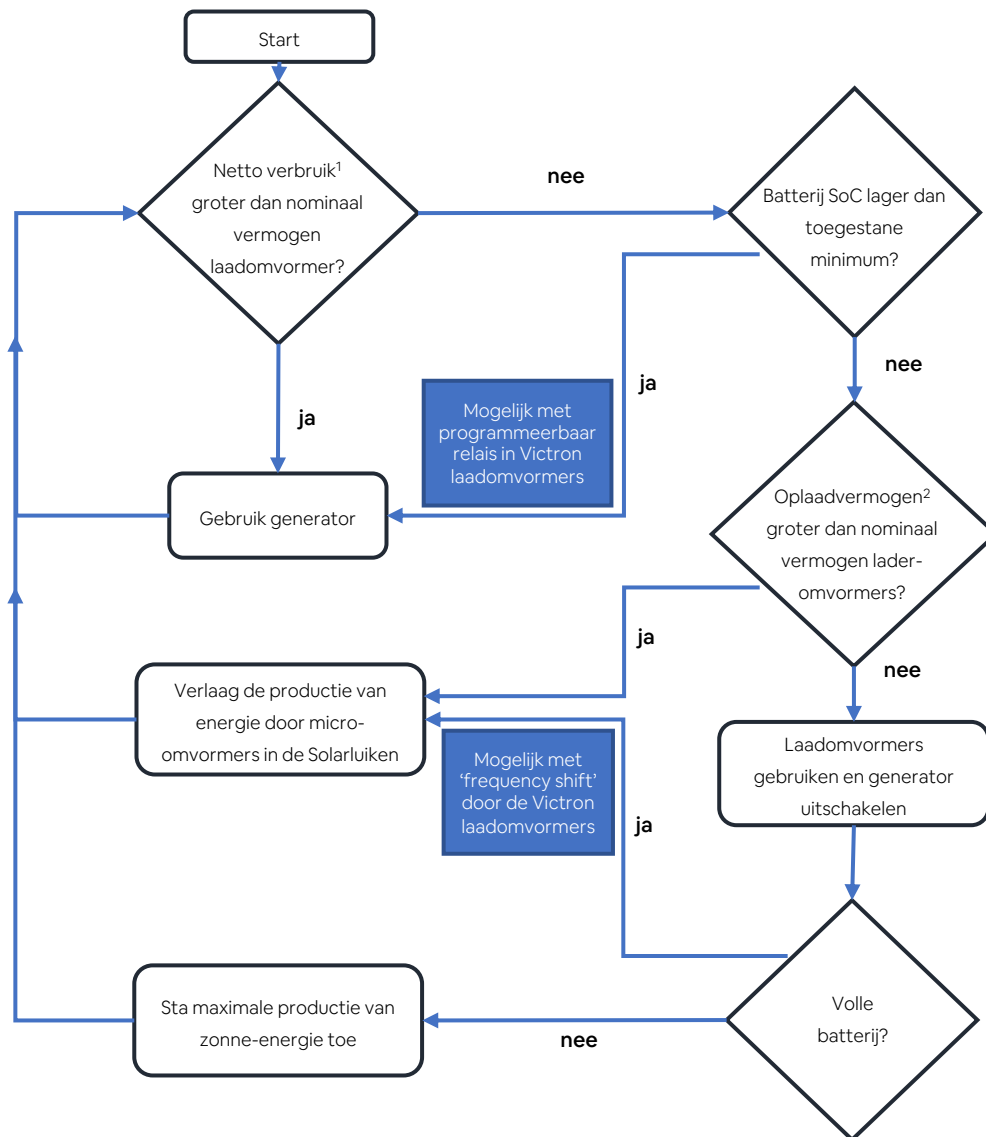 Start
Netto verbruik¹
groter dan nominaal
vermogen
laadomvormer?
nee
Batterij SoC lager dan
toegestane
minimum?
ja
nee
ja
Mogelijk met
programmeerbaar
relais in Victron
laadomvormers
Gebruik generator
Oplaadvermogen²
groter dan nominaal
vermogen lader-
omvormers?
ja
nee
Verlaag de productie van
energie door micro-
omvormers in de Solarluiken
Mogelijk met
‘frequency shift’
door de Victron
laadomvormers
ja
Laadomvormers
gebruiken en generator
uitschakelen
Sta maximale productie van
zonne-energie toe
nee
Volle
batterij?